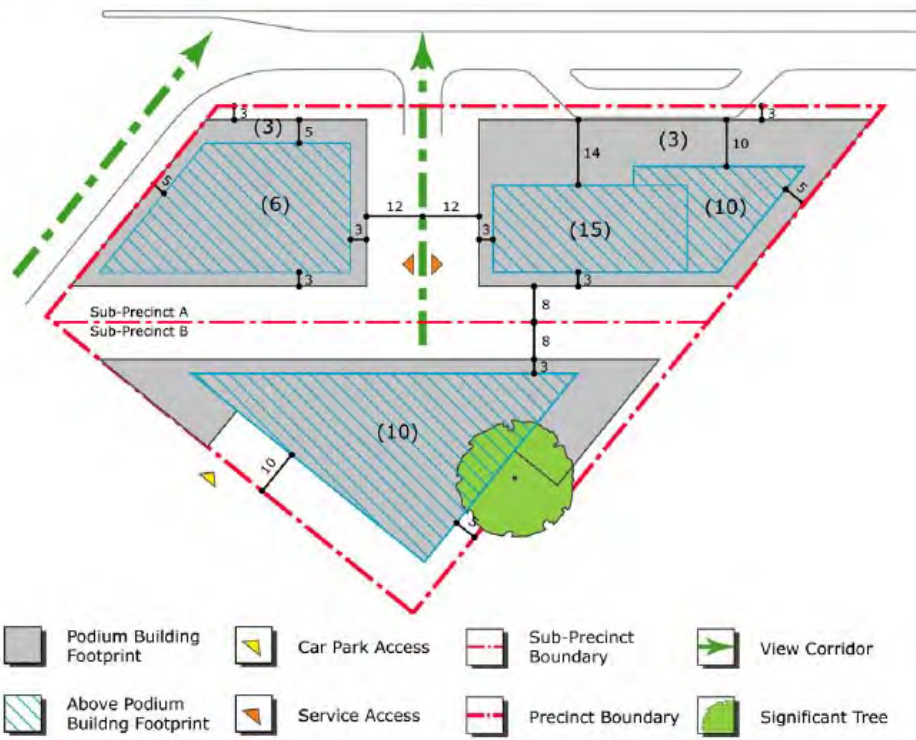 3
(3)
5
3
(3)
14
10
5
5
(6)
12
12
(15)
(10)
3
3
3
3
8
Sub-Precinct A
Sub-Precinct B
8
3
(10)
10
5
Podium Building
Footprint
Car Park Access
Sub-Precinct
Boundary
View Corridor
Above Podium
Buildng Footprint
Service Access
Precinct Boundary
Significant Tree